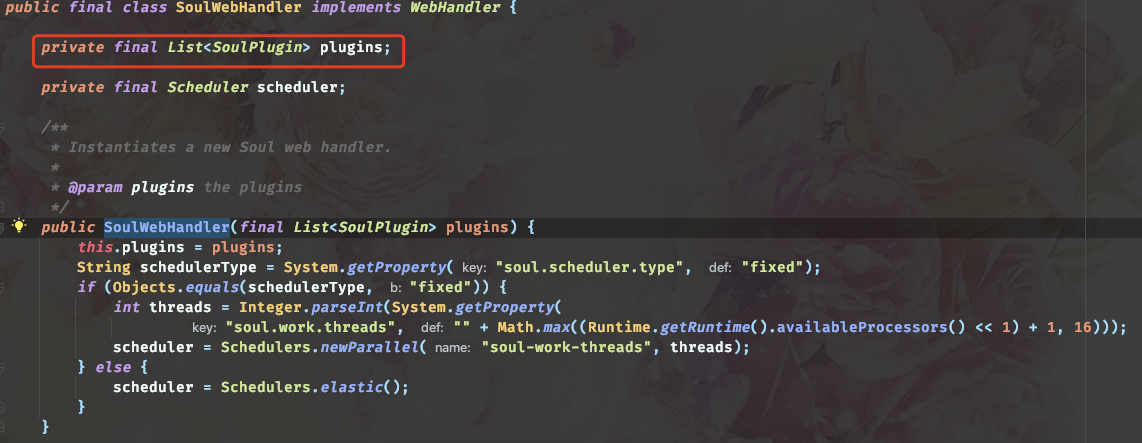 public final class SoulWebHandler implements WebHandler {
private final List<SoulPlugin> plugins;
private final Scheduler scheduler;
/**
* Instantiates a new Soul web handler.
*
* @param plugins the plugins
*/
public SoulWebHandler(final List<SoulPlugin> plugins) {
this.plugins = plugins;
String schedulerType = System.getProperty( key: "soul.scheduler.type", def: "fixed");
if (Objects.equals(schedulerType, b: "fixed")) {
int threads = Integer.parseInt(System.getProperty(
key: "soul.work.threads", def: "" + Math.max((Runtime.getRuntime().availableProcessors() << 1) + 1, 16)));
scheduler = Schedulers.newParallel( name: "soul-work-threads", threads);
} else {
scheduler = Schedulers.elastic();
}
}